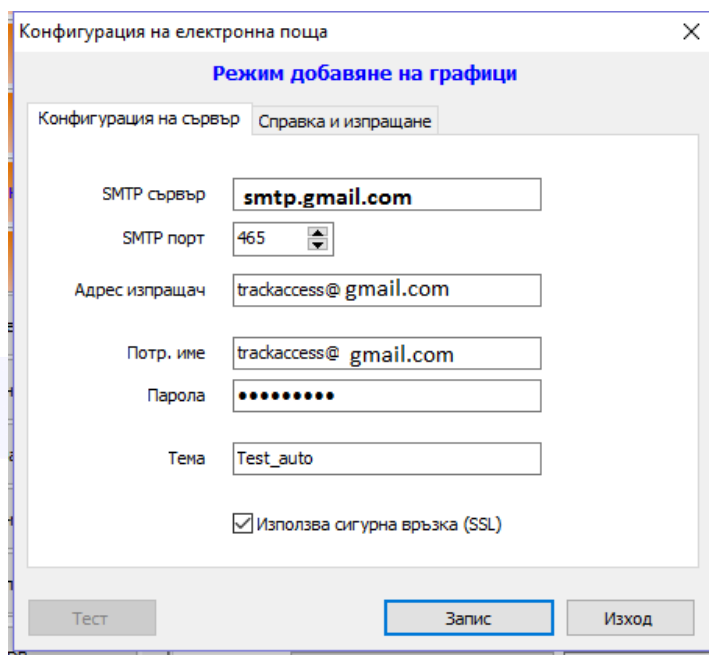 Конфигурация на електронна поща
Режим добавяне на графици
Конфигурация на сървър
Справка и изпращане
SMTP сървър smtp.gmail.com
SMTP порт 465
Адрес изпращач trackaccess@ gmail.com
Потр. име trackaccess@ gmail.com
Парола •••••••••
Тема Test_auto
Използва сигурна връзка (SSL)
Тест Запис Изход